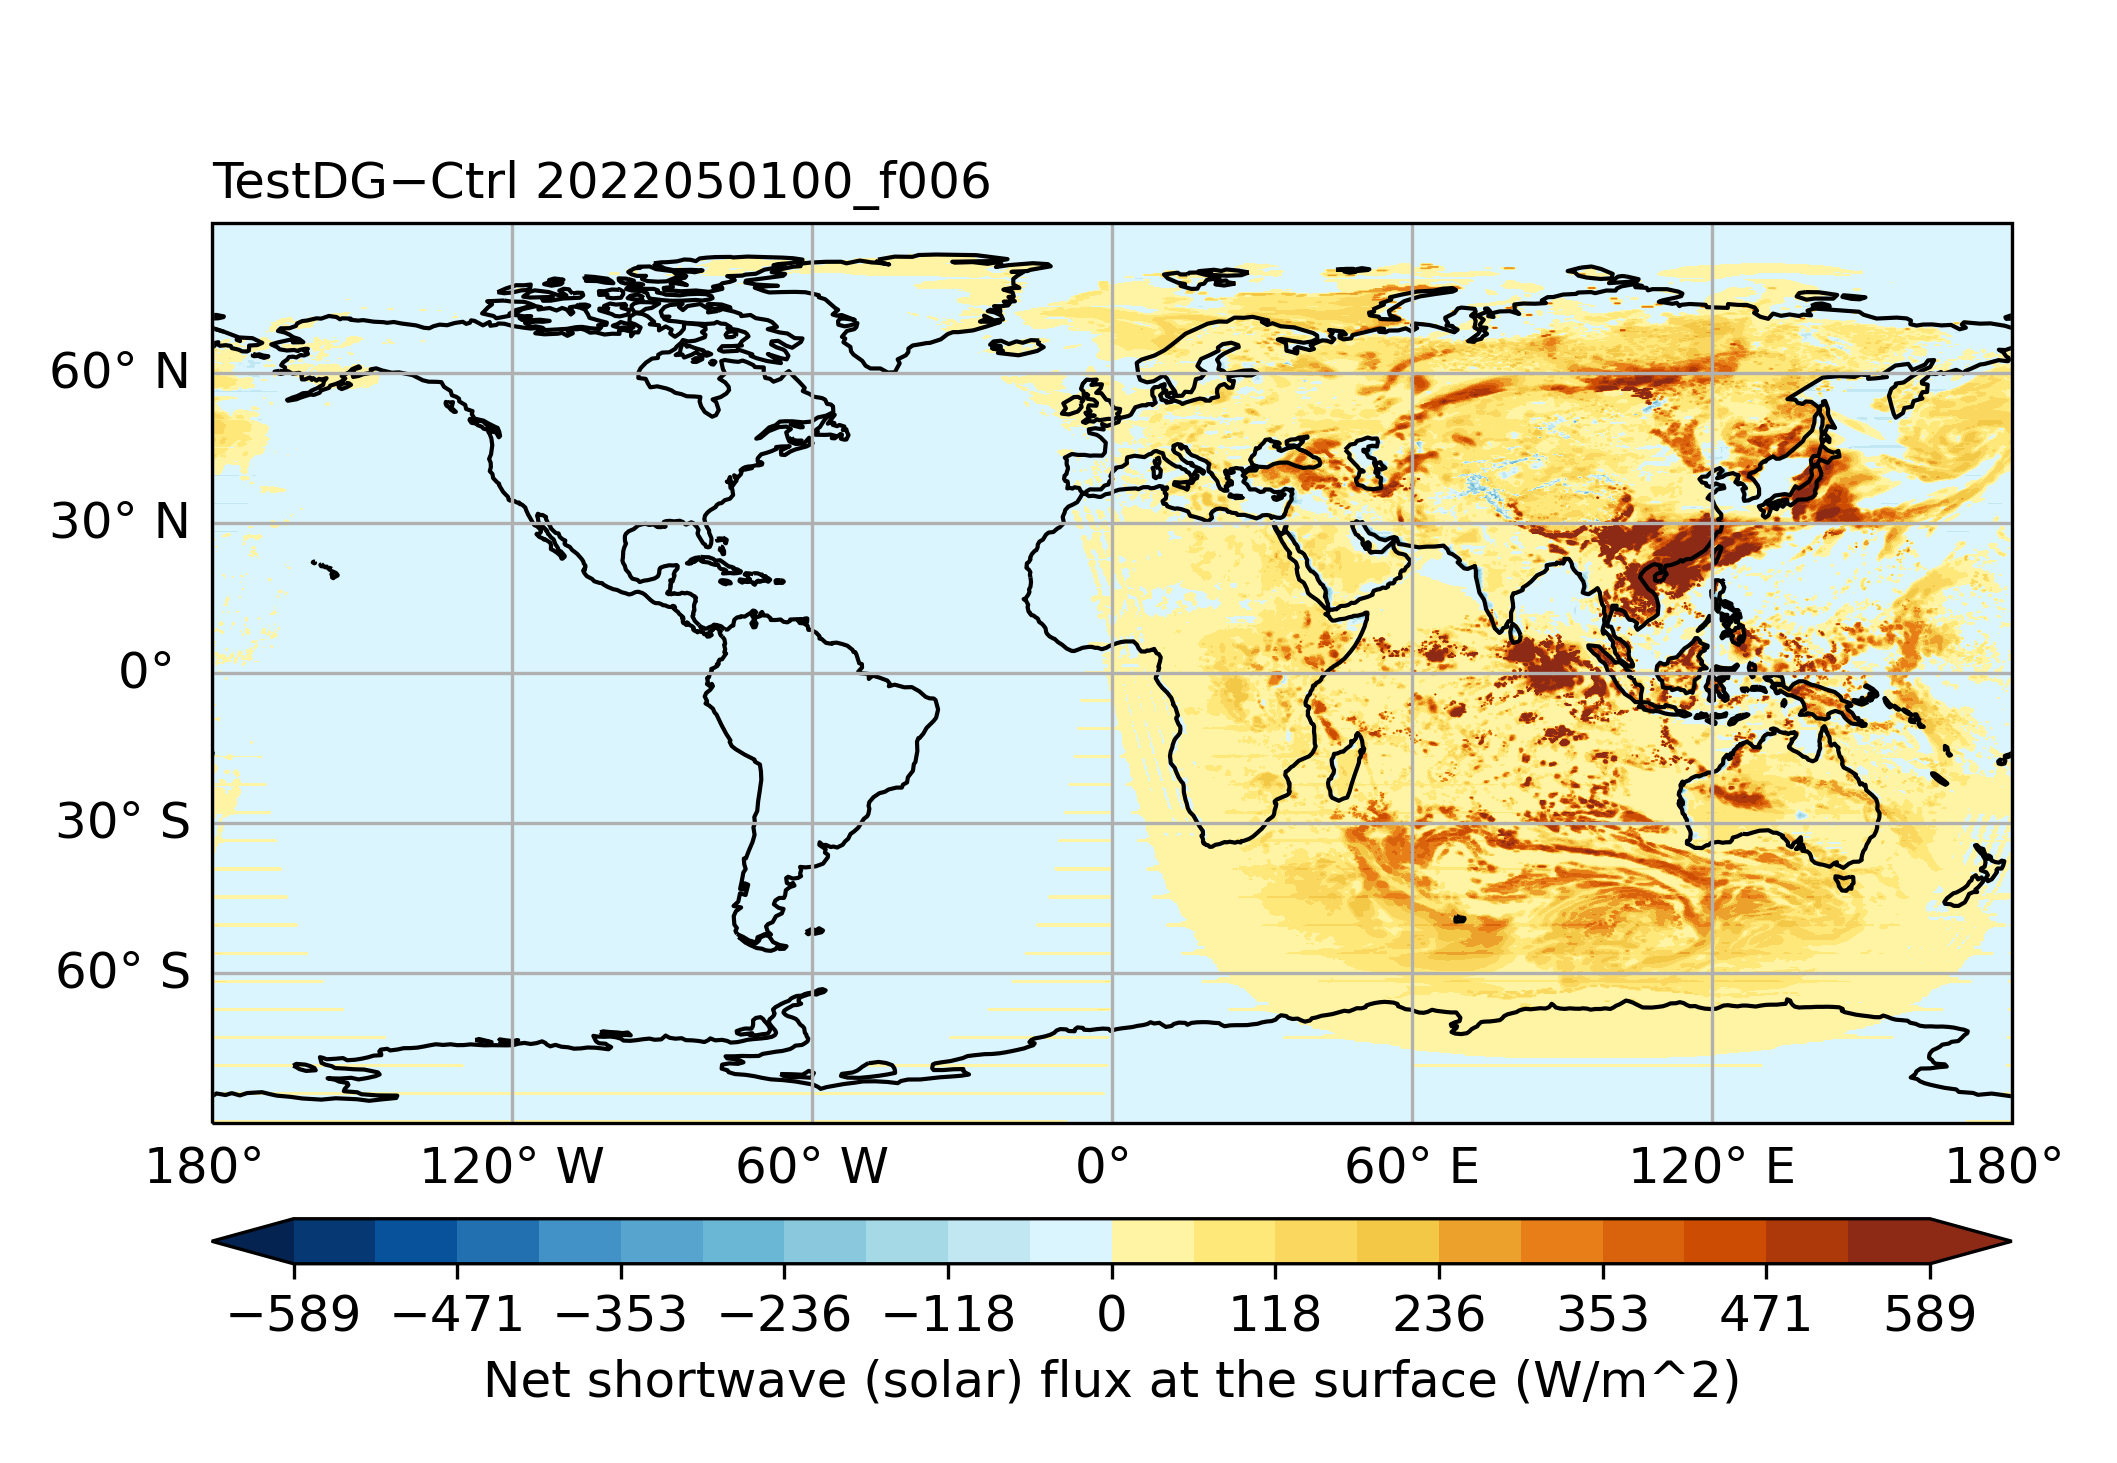 TestDG−Ctrl 2022050100_f006
60° N
30° N
0°
30° S
60° S
180° 120° W 60° W 0° 60° E 120° E 180°
−589 −471 −353 −236 −118 0 118 236 353 471 589
Net shortwave (solar) flux at the surface (W/m^2)